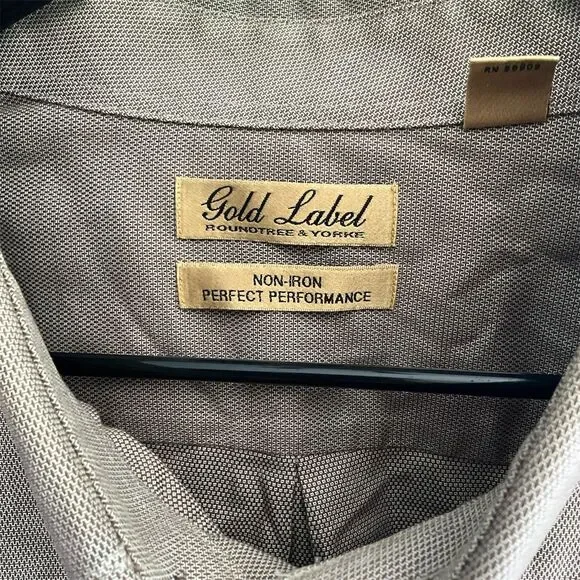 Gold Label
ROUNDTREE & YORKE
NON-IRON
PERFECT PERFORMANCE